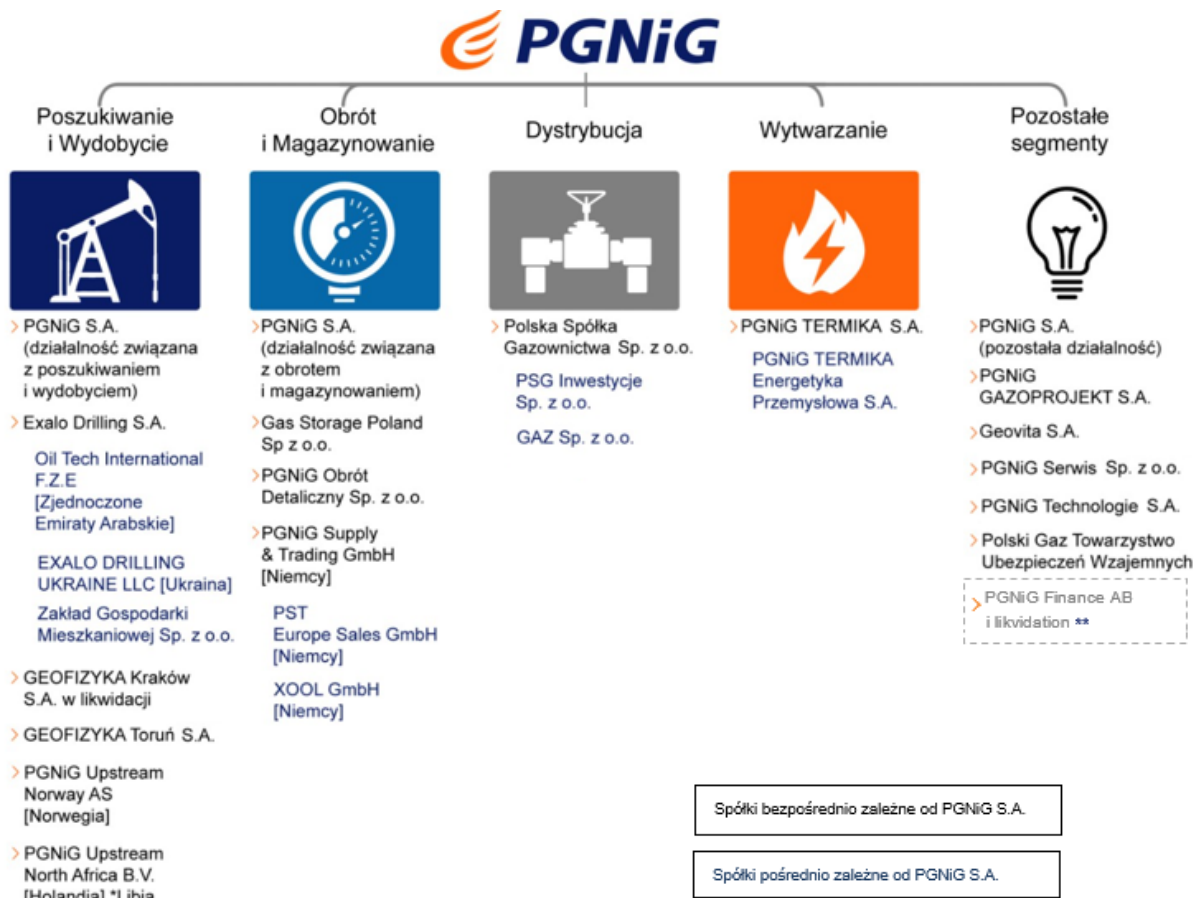 PGNiG
Poszukiwanie
i Wydobycie
Obrót
i Magazynowanie
Dystrybucja
Wytwarzanie
Pozostałe
segmenty
PGNiG S.A.
(działalność związana
z poszukiwaniem
i wydobyciem)
Exalo Drilling S.A.
Oil Tech International
F.Z.E
[Zjednoczone
Emiraty Arabskie]
EXALO DRILLING
UKRAINE LLC [Ukraina]
Zakład Gospodarki
Mieszkaniowej Sp. z o.o.
GEOFIZYKA Kraków
S.A. w likwidacji
GEOFIZYKA Toruń S.A.
PGNiG Upstream
Norway AS
[Norwegia]
PGNiG Upstream
North Africa B.V.
[Holandia] *Libia
PGNiG S.A.
(działalność związana
z obrotem
i magazynowaniem)
Gas Storage Poland
Sp z o.o.
PGNiG Obrót
Detaliczny Sp. z o.o.
PGNiG Supply
& Trading GmbH
[Niemcy]
PST
Europe Sales GmbH
[Niemcy]
XOOL GmbH
[Niemcy]
Polska Spółka
Gazownictwa Sp. z o.o.
PSG Inwestycje
Sp. z o.o.
GAZ Sp. z o.o.
PGNiG TERMIKA S.A.
PGNiG TERMIKA
Energetyka
Przemysłowa S.A.
PGNiG S.A.
(pozostała działalność)
PGNiG
GAZOPROJEKT S.A.
Geovita S.A.
PGNiG Serwis Sp. z o.o.
PGNiG Technologie S.A.
Polski Gaz Towarzystwo
Ubezpieczeń Wzajemnych
PGNiG Finance AB
i likvidation **
Spółki bezpośrednio zależne od PGNiG S.A.
Spółki pośrednio zależne od PGNiG S.A.